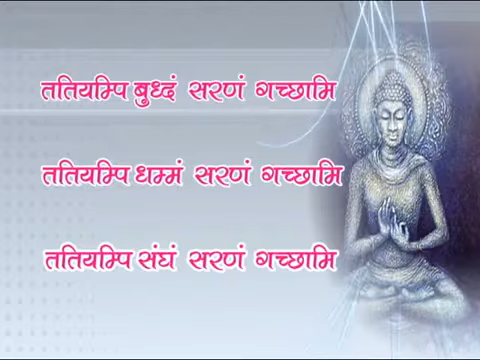 ततियम्पि बुध्दं सरणं गच्छामि
ततियम्पि धम्मं सरणं गच्छामि
ततियम्पि संघं सरणं गच्छामि